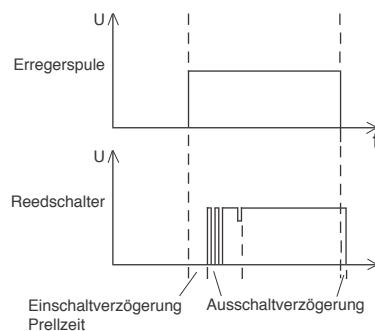 U
Erregerspule
t
U
Reedschalter
Einschaltverzögerung
Ausschaltverzögerung
Prellzeit